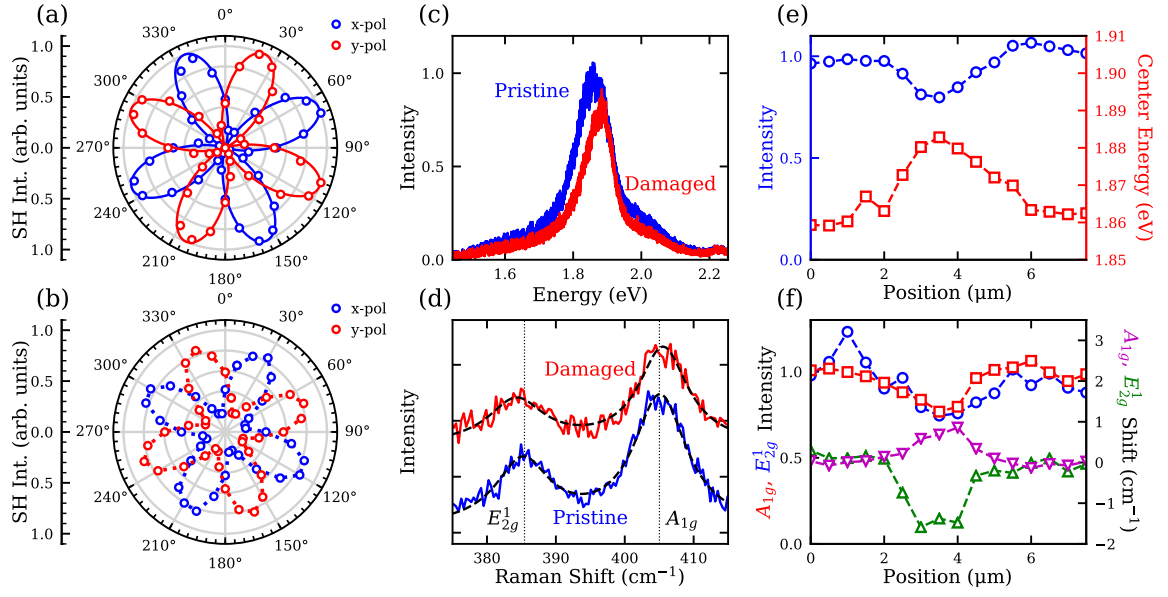 (a)
0°
30°
60°
90°
120°
150°
180°
210°
240°
270°
300°
330°
x-pol
y-pol
1.0
0.5
0.0
0.5
1.0
SH Int. (arb. units)
(b)
0°
30°
60°
90°
120°
150°
180°
210°
240°
270°
300°
330°
x-pol
y-pol
1.0
0.5
0.0
0.5
1.0
SH Int. (arb. units)
(c)
Pristine
Damaged
1.0
0.5
0.0
Intensity
1.6 1.8 2.0 2.2
Energy (eV)
(d)
Damaged
Pristine
E¹₂g
A₁g
Intensity
380 390 400 410
Raman Shift (cm⁻¹)
(e)
1.0
0.5
0.0
Intensity
1.91
1.90
1.89
1.88
1.87
1.86
1.85
Center Energy
(eV)
0 2 4 6
Position (μm)
(f)
1.0
0.5
0.0
A₁g, E¹₂g Intensity
3
2
1
0
−1
−2
A₁g, E¹₂g Shift (cm⁻¹)
0 2 4 6
Position (μm)